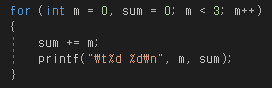 for (int m = 0, sum = 0; m < 3; m++)
{
    sum += m;
    printf("₩t%d %d₩n", m, sum);
}